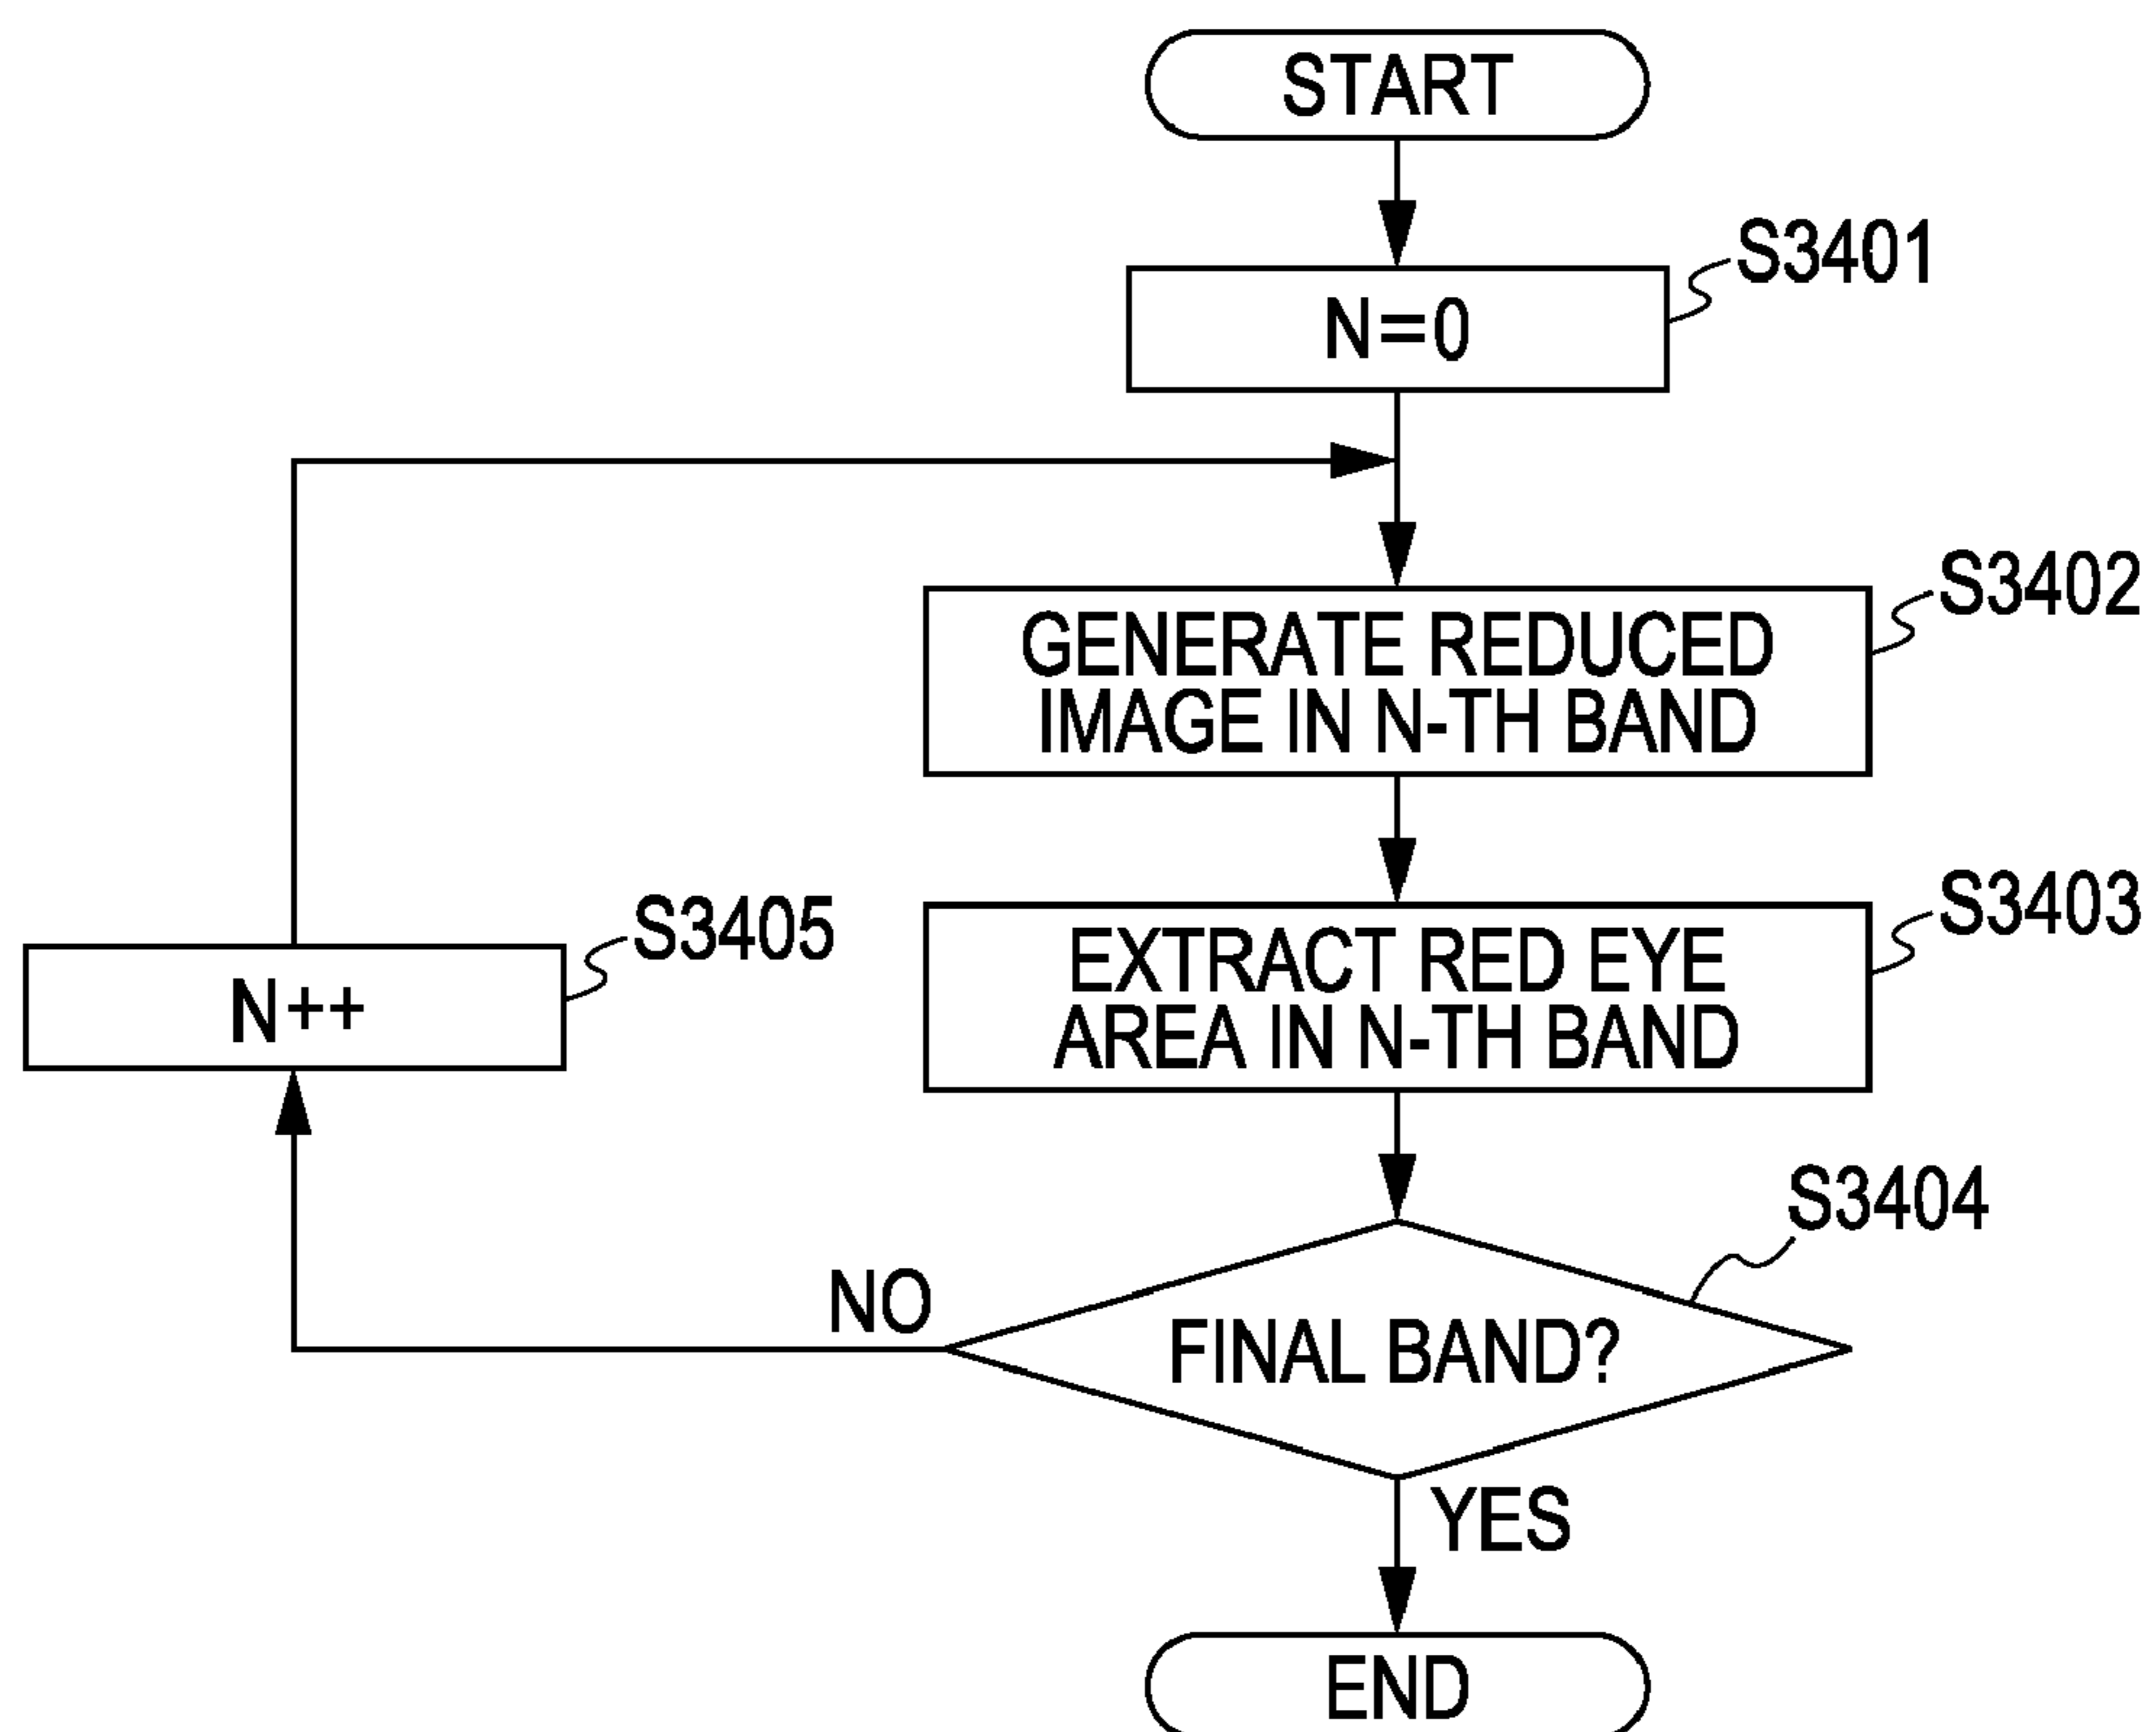 START
S3401
N=0
S3402
GENERATE REDUCED
IMAGE IN N-TH BAND
S3403
EXTRACT RED EYE
AREA IN N-TH BAND
S3405
N++
S3404
NO
FINAL BAND?
YES
END